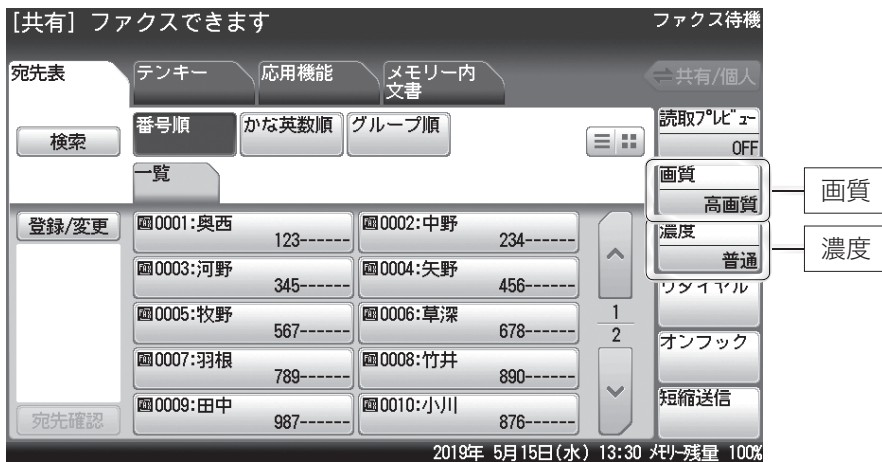 [共有] ファクスできます
ファクス待機
宛先表
テンキー
応用機能
メモリー内
文書
共有/個人
検索
番号順
かな英数順
グループ順
読取プレビュー
OFF
一覧
画質
高画質
画質
登録/変更
0001:奥西
123------
0002:中野
234------
濃度
普通
濃度
0003:河野
345------
0004:矢野
456------
リダイヤル
0005:牧野
567------
0006:草深
678------
1
2
オンフック
0007:羽根
789------
0008:竹井
890------
短縮送信
0009:田中
987------
0010:小川
876------
宛先確認
2019年 5月15日(水) 13:30 メモリー残量 100%